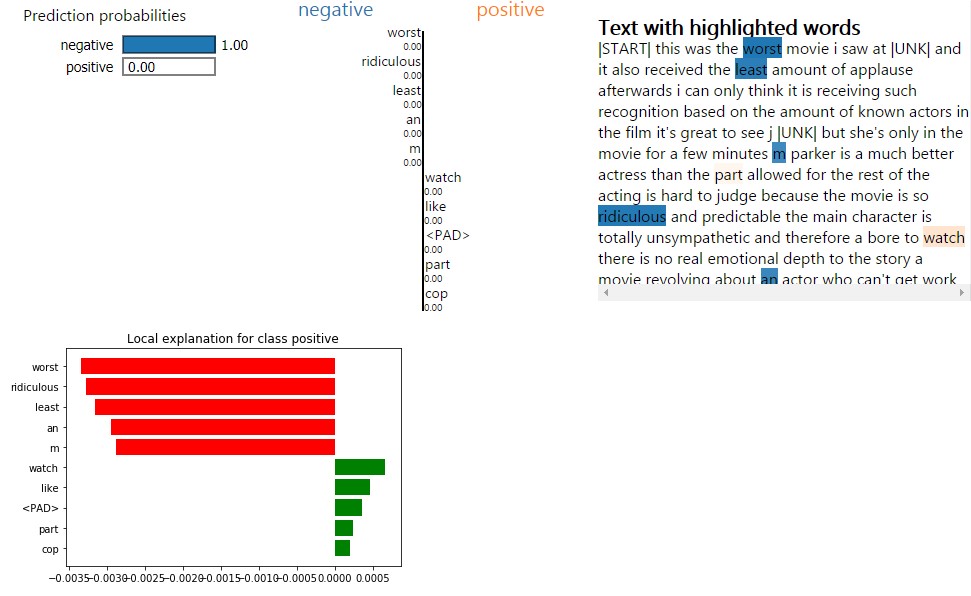 Prediction probabilities
negative 1.00
positive 0.00
negative positive
worst
0.00
ridiculous
0.00
least
0.00
an
0.00
m
0.00
watch
0.00
like
0.00
<PAD>
0.00
part
0.00
cop
0.00
Text with highlighted words
|START| this was the worst movie i saw at |UNK| and
it also received the least amount of applause
afterwards i can only think it is receiving such
recognition based on the amount of known actors in
the film it's great to see j |UNK| but she's only in the
movie for a few minutes m parker is a much better
actress than the part allowed for the rest of the
acting is hard to judge because the movie is so
ridiculous and predictable the main character is
totally unsympathetic and therefore a bore to watch
there is no real emotional depth to the story a
movie revolving about an actor who can't get work
Local explanation for class positive
worst
ridiculous
least
an
m
watch
like
<PAD>
part
cop
−0.0035 −0.0030 −0.0025 −0.0020 −0.0015 −0.0010 −0.0005 0.0000 0.0005